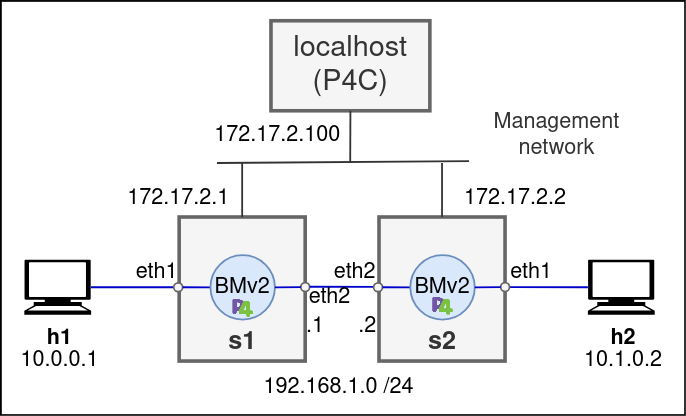 localhost
(P4C)
172.17.2.100
Management
network
172.17.2.1
172.17.2.2
eth1
BMv2
P4
eth2
eth2
BMv2
P4
eth1
.1
.2
h1
10.0.0.1
s1
s2
h2
10.1.0.2
192.168.1.0 /24